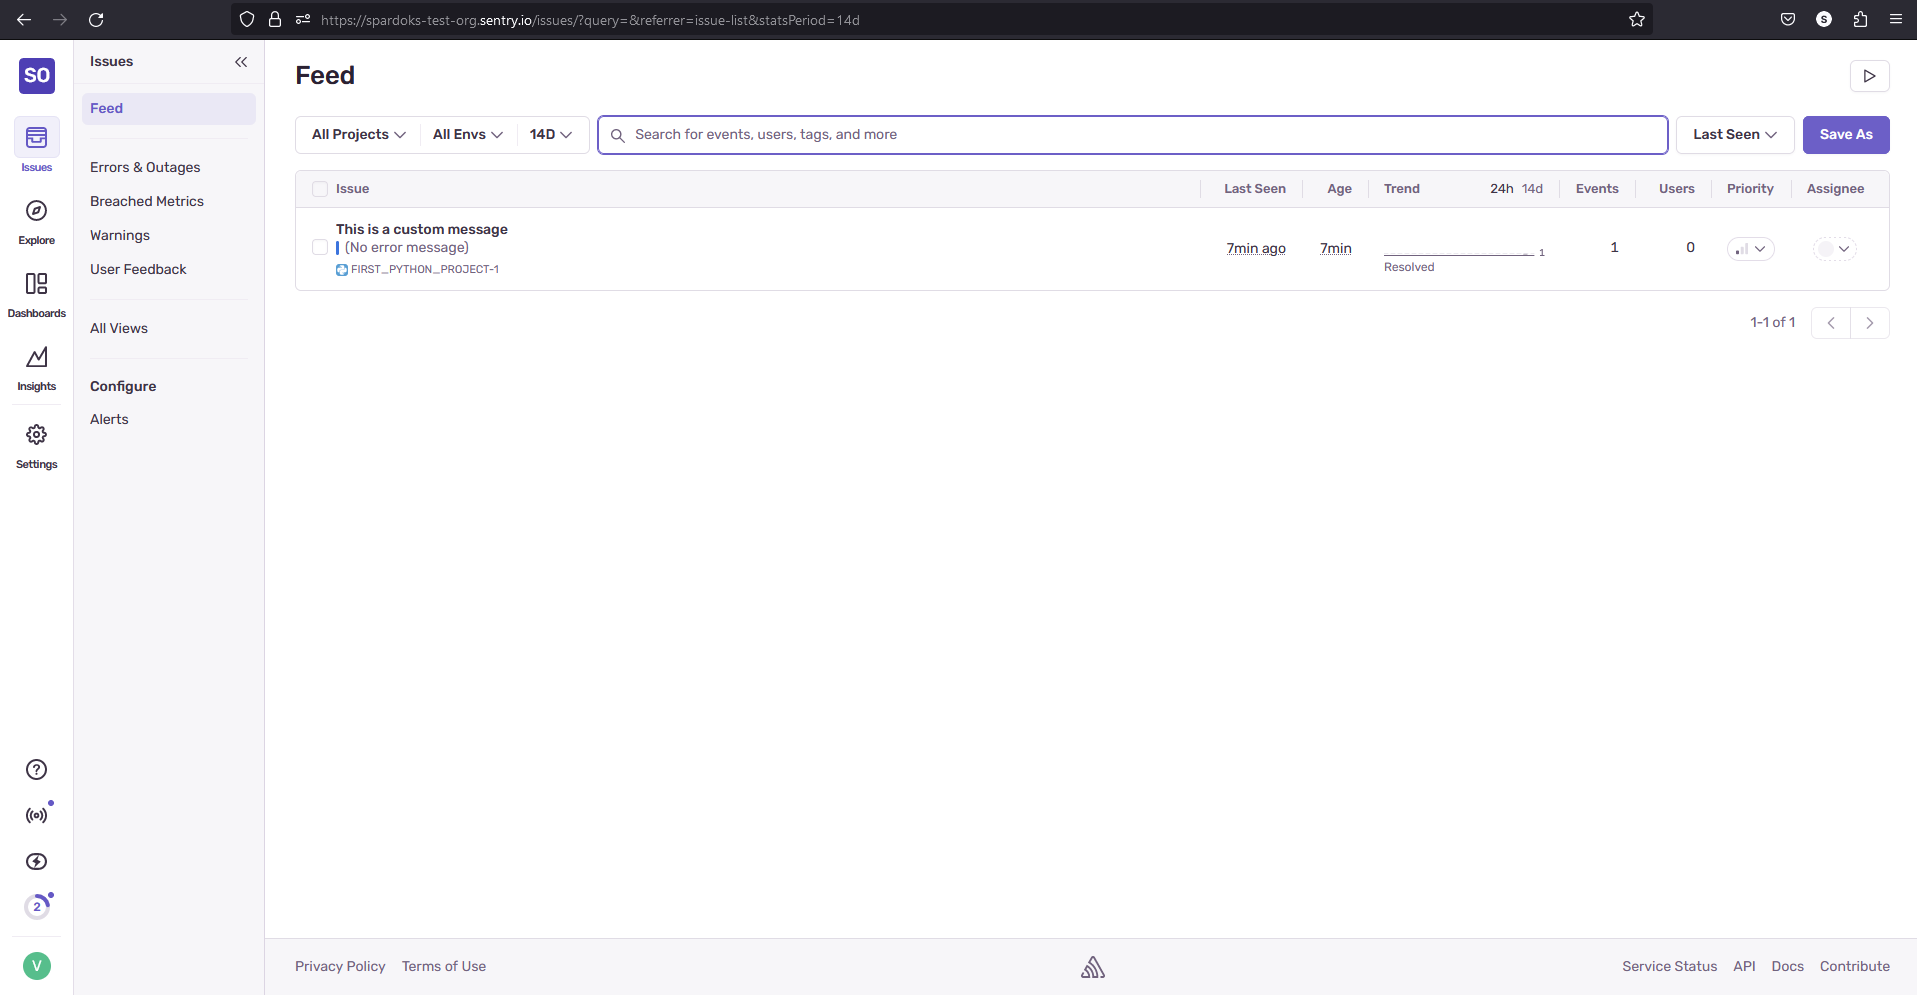 https://spardoks-test-org.sentry.io/issues/?query=&referrer=issue-list&statsPeriod=14d
S
SO
Issues
Explore
Dashboards
Insights
Settings
2
V
Issues
Feed
Errors & Outages
Breached Metrics
Warnings
User Feedback
All Views
Configure
Alerts
Feed
All Projects All Envs 14D Search for events, users, tags, and more Last Seen Save As
Issue Last Seen Age Trend 24h 14d Events Users Priority Assignee
This is a custom message
(No error message) 7min ago 7min 1 1 0
Resolved
FIRST_PYTHON_PROJECT-1
1-1 of 1
Privacy Policy Terms of Use Service Status API Docs Contribute